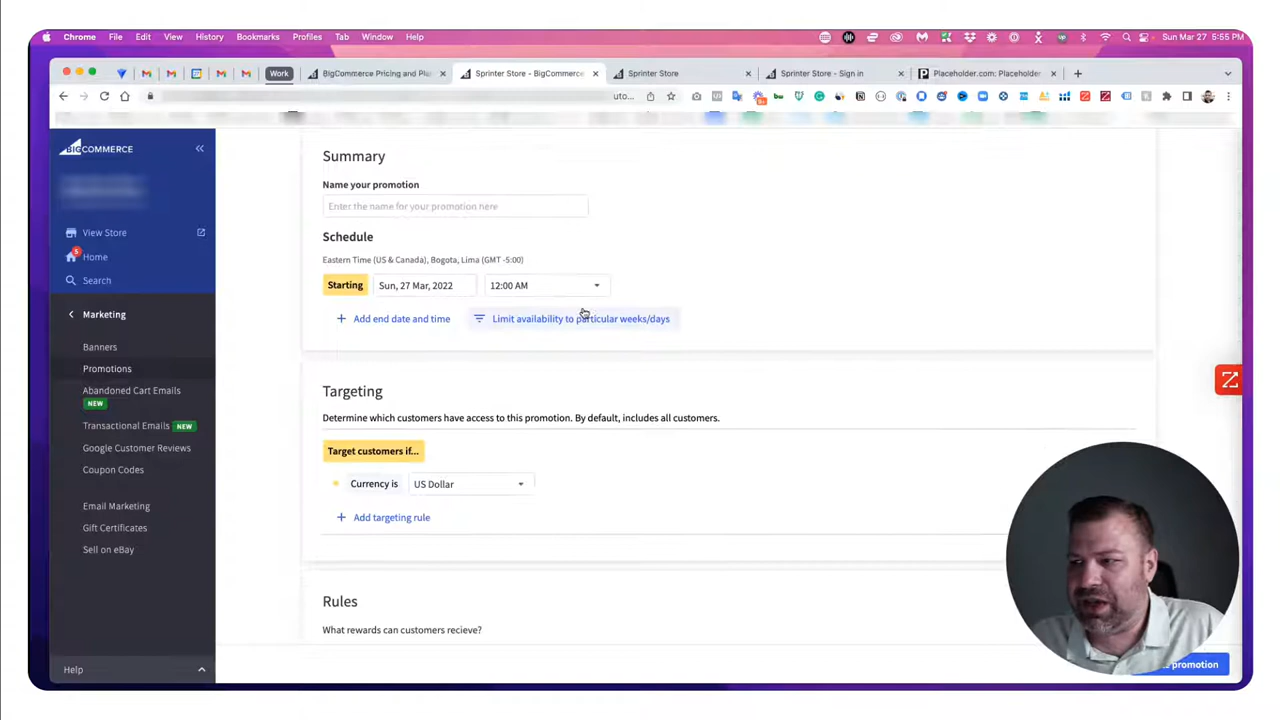 Chrome File Edit View History Bookmarks Profiles Tab Window Help Sun Mar 27 5:55 PM
Work BigCommerce Pricing and Pla Sprinter Store - BigCommerce Sprinter Store Sprinter Store - Sign in Placeholder.com: Placeholder
uto...
BIGCOMMERCE
View Store
5
Home
Search
Marketing
Banners
Promotions
Abandoned Cart Emails
NEW
Transactional Emails NEW
Google Customer Reviews
Coupon Codes
Email Marketing
Gift Certificates
Sell on eBay
Help
Summary
Name your promotion
Enter the name for your promotion here
Schedule
Eastern Time (US & Canada), Bogota, Lima (GMT -5:00)
Starting Sun, 27 Mar, 2022 12:00 AM
+ Add end date and time Limit availability to particular weeks/days
Targeting
Determine which customers have access to this promotion. By default, includes all customers.
Target customers if...
Currency is US Dollar
+ Add targeting rule
Rules
What rewards can customers recieve?
promotion